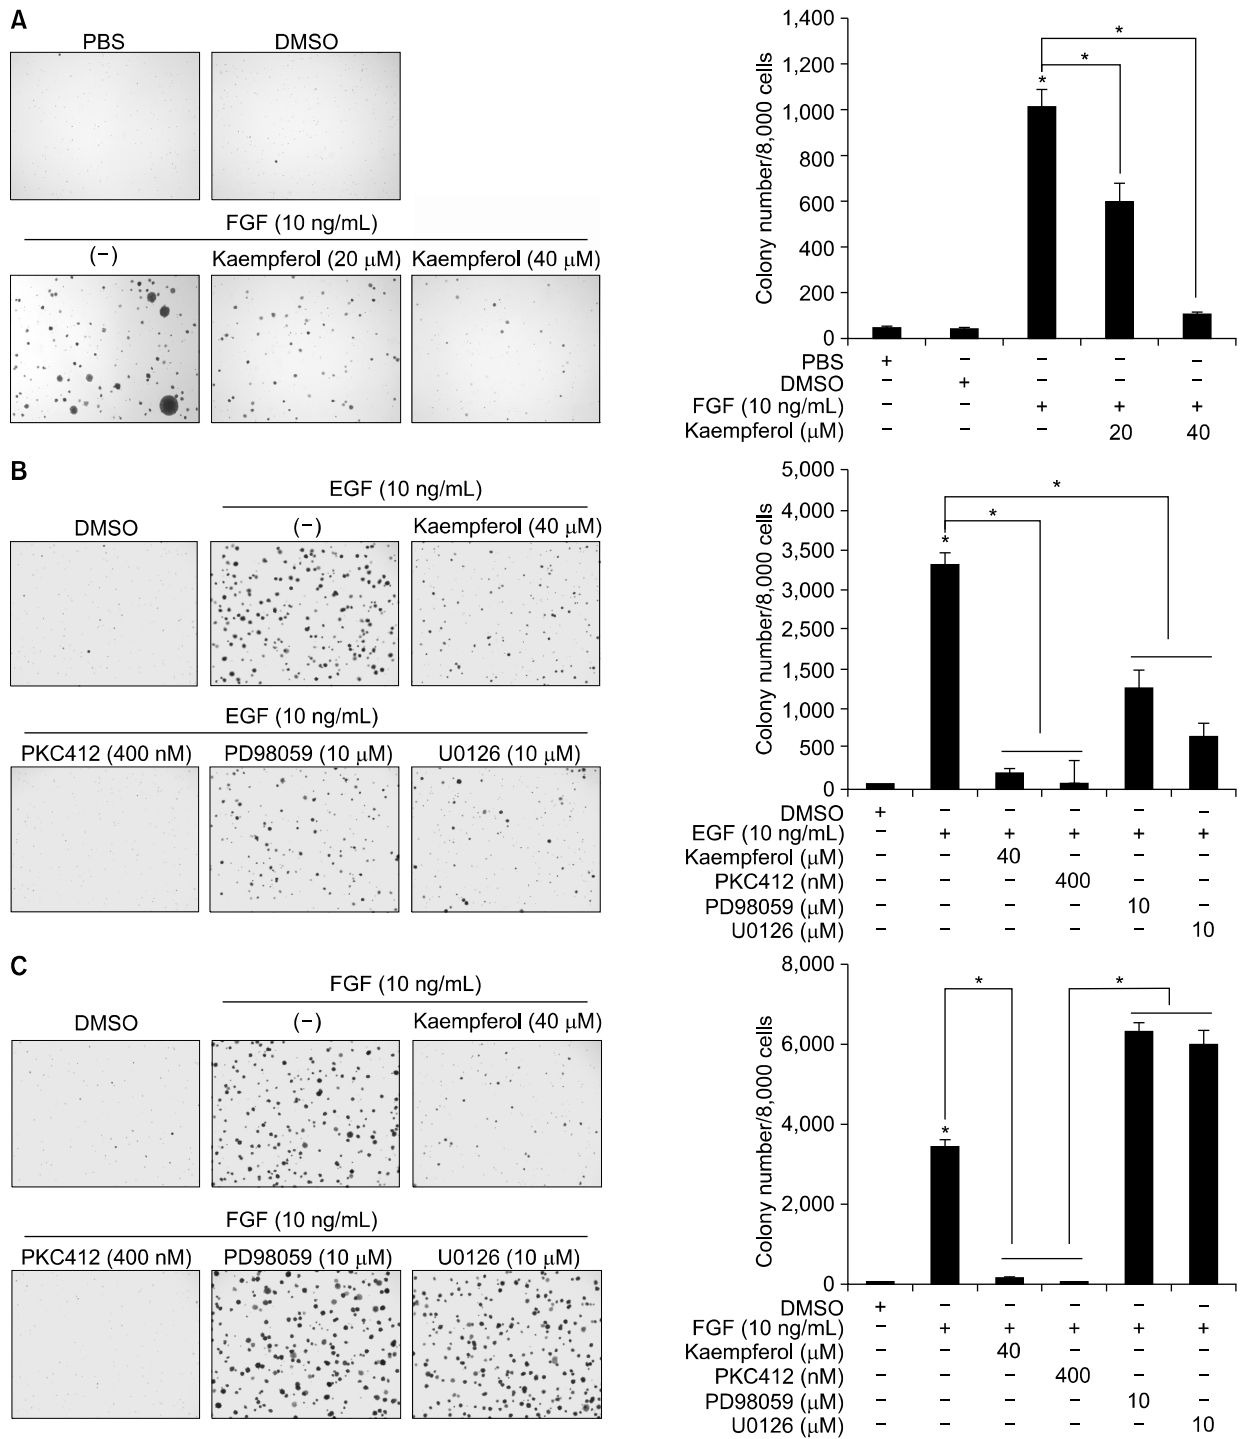 A
PBS DMSO
FGF (10 ng/mL)
(−) Kaempferol (20 μM) Kaempferol (40 μM)
Colony number/8,000 cells
1,400
1,200
1,000
800
600
400
200
0
* * *
PBS + − − − −
DMSO − + − − −
FGF (10 ng/mL) − − + + +
Kaempferol (μM) − − − 20 40
B
EGF (10 ng/mL)
DMSO (−) Kaempferol (40 μM)
EGF (10 ng/mL)
PKC412 (400 nM) PD98059 (10 μM) U0126 (10 μM)
Colony number/8,000 cells
5,000
4,000
3,500
3,000
2,500
1,500
1,000
500
0
* * *
DMSO + − − − − −
EGF (10 ng/mL) − + + + + +
Kaempferol (μM) − − 40 − − −
PKC412 (nM) − − − 400 − −
PD98059 (μM) − − − − 10 −
U0126 (μM) − − − − − 10
C
FGF (10 ng/mL)
DMSO (−) Kaempferol (40 μM)
FGF (10 ng/mL)
PKC412 (400 nM) PD98059 (10 μM) U0126 (10 μM)
Colony number/8,000 cells
8,000
6,000
4,000
2,000
0
* * *
DMSO + − − − − −
FGF (10 ng/mL) − + + + + +
Kaempferol (μM) − − 40 − − −
PKC412 (nM) − − − 400 − −
PD98059 (μM) − − − − 10 −
U0126 (μM) − − − − − 10